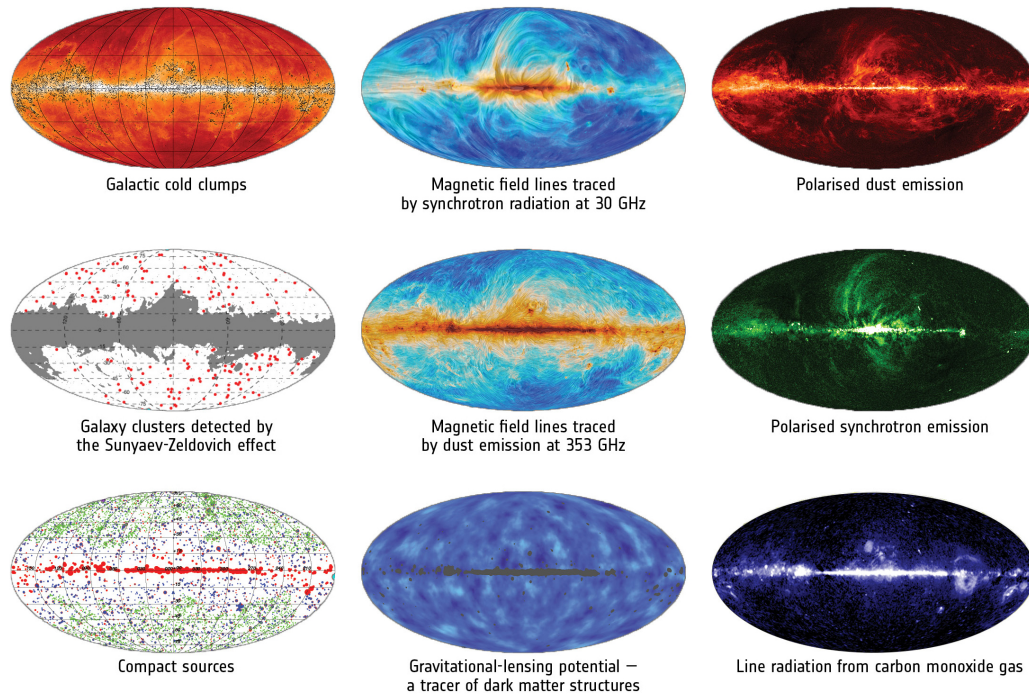 Galactic cold clumps
Magnetic field lines traced
by synchrotron radiation at 30 GHz
Polarised dust emission
Galaxy clusters detected by
the Sunyaev-Zeldovich effect
Magnetic field lines traced
by dust emission at 353 GHz
Polarised synchrotron emission
Compact sources
Gravitational-lensing potential —
a tracer of dark matter structures
Line radiation from carbon monoxide gas